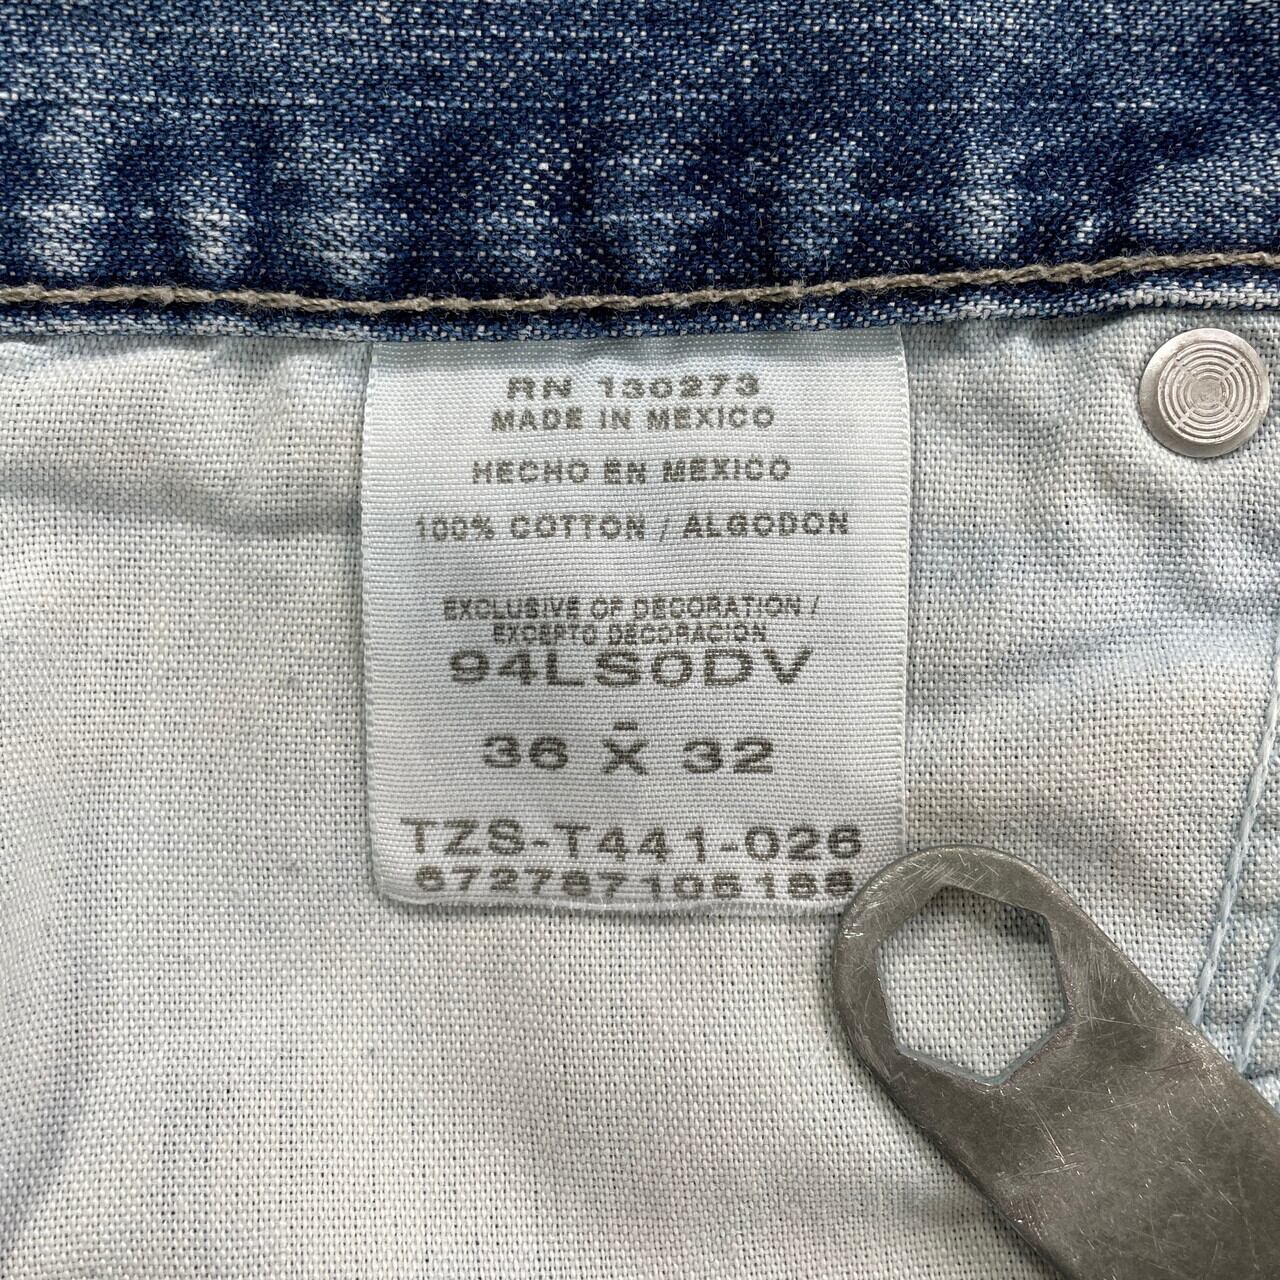 RN 130273
MADE IN MEXICO
HECHO EN MEXICO
100% COTTON / ALGODON
EXCLUSIVE OF DECORATION /
EXCEPTO DECORACION
94LS0DV
36 X 32
TZS-T441-026